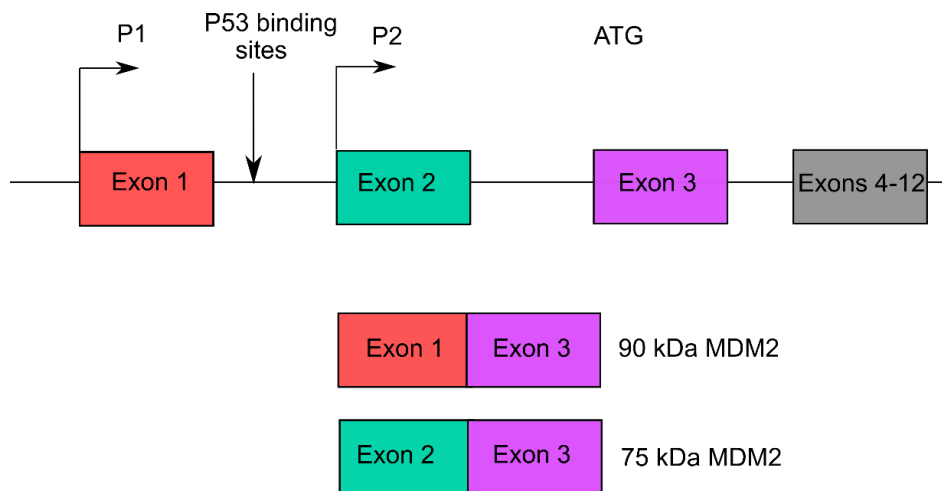 P1
P53 binding
sites
P2
ATG
Exon 1
Exon 2
Exon 3
Exons 4-12
Exon 1
Exon 3
90 kDa MDM2
Exon 2
Exon 3
75 kDa MDM2